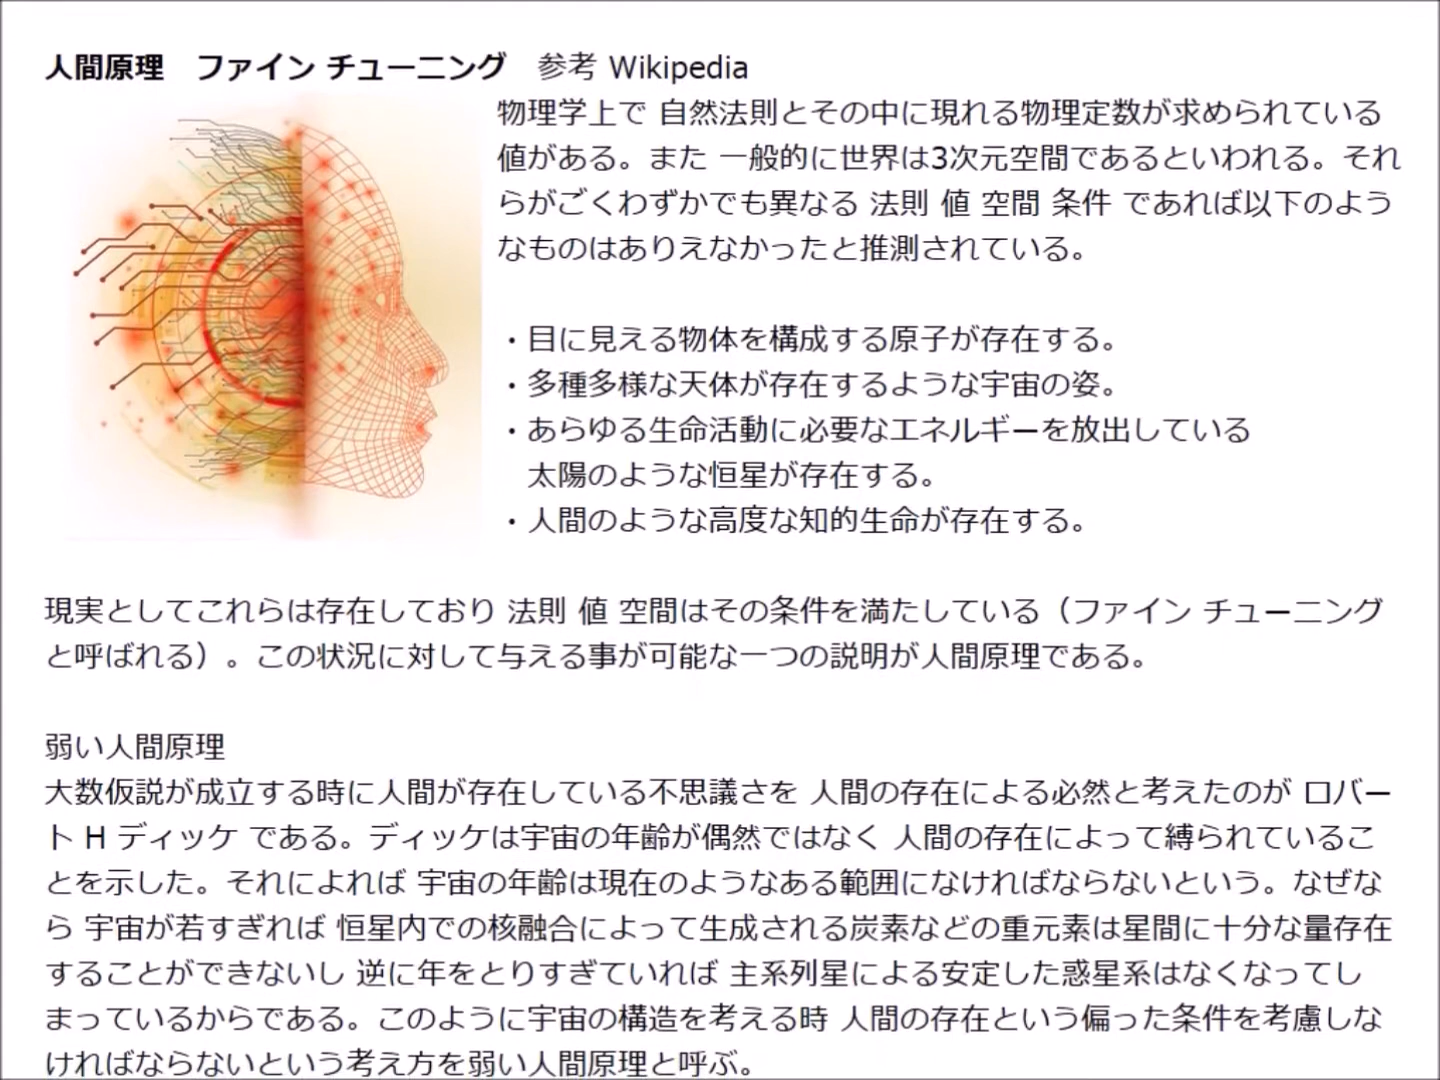 人間原理　ファイン チューニング　参考 Wikipedia
物理学上で 自然法則とその中に現れる物理定数が求められている
値がある。また 一般的に世界は3次元空間であるといわれる。それ
らがごくわずかでも異なる 法則 値 空間 条件 であれば以下のよう
なものはありえなかったと推測されている。
・目に見える物体を構成する原子が存在する。
・多種多様な天体が存在するような宇宙の姿。
・あらゆる生命活動に必要なエネルギーを放出している
太陽のような恒星が存在する。
・人間のような高度な知的生命が存在する。
現実としてこれらは存在しており 法則 値 空間はその条件を満たしている（ファイン チューニング
と呼ばれる）。この状況に対して与える事が可能な一つの説明が人間原理である。
弱い人間原理
大数仮説が成立する時に人間が存在している不思議さを 人間の存在による必然と考えたのが ロバー
ト H ディッケ である。ディッケは宇宙の年齢が偶然ではなく 人間の存在によって縛られているこ
とを示した。それによれば 宇宙の年齢は現在のようなある範囲になければならないという。なぜな
ら 宇宙が若すぎれば 恒星内での核融合によって生成される炭素などの重元素は星間に十分な量存在
することができないし 逆に年をとりすぎていれば 主系列星による安定した惑星系はなくなってし
まっているからである。このように宇宙の構造を考える時 人間の存在という偏った条件を考慮しな
ければならないという考え方を弱い人間原理と呼ぶ。